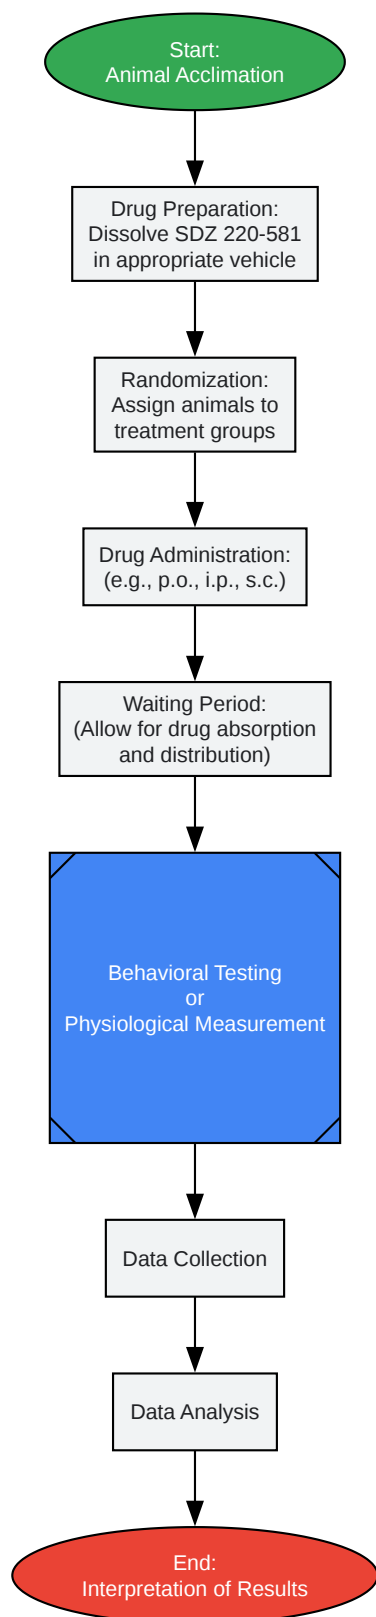 Start:
Animal Acclimation
Drug Preparation:
Dissolve SDZ 220-581
in appropriate vehicle
Randomization:
Assign animals to
treatment groups
Drug Administration:
(e.g., p.o., i.p., s.c.)
Waiting Period:
(Allow for drug absorption
and distribution)
Behavioral Testing
or
Physiological Measurement
Data Collection
Data Analysis
End:
Interpretation of Results